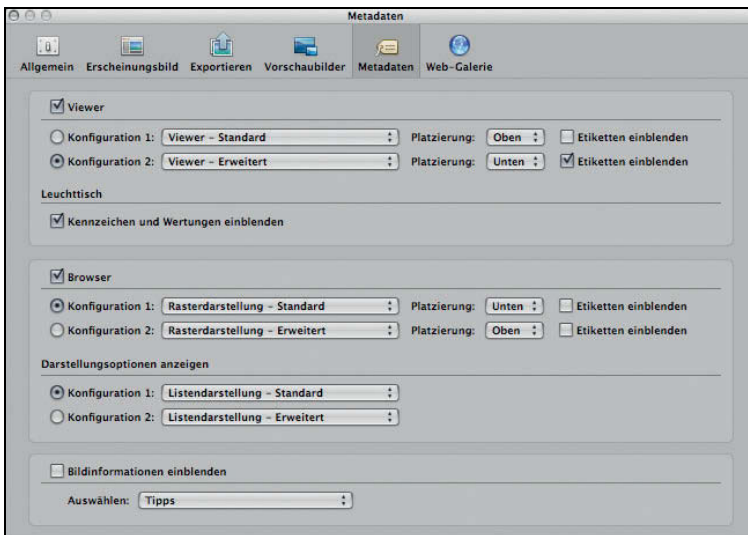 Metadaten
Allgemein Erscheinungsbild Exportieren Vorschaubilder Metadaten Web-Galerie
Viewer
Konfiguration 1: Viewer – Standard Platzierung: Oben Etiketten einblenden
Konfiguration 2: Viewer – Erweitert Platzierung: Unten Etiketten einblenden
Leuchttisch
Kennzeichen und Wertungen einblenden
Browser
Konfiguration 1: Rasterdarstellung – Standard Platzierung: Unten Etiketten einblenden
Konfiguration 2: Rasterdarstellung – Erweitert Platzierung: Oben Etiketten einblenden
Darstellungsoptionen anzeigen
Konfiguration 1: Listendarstellung – Standard
Konfiguration 2: Listendarstellung – Erweitert
Bildinformationen einblenden
Auswählen: Tipps